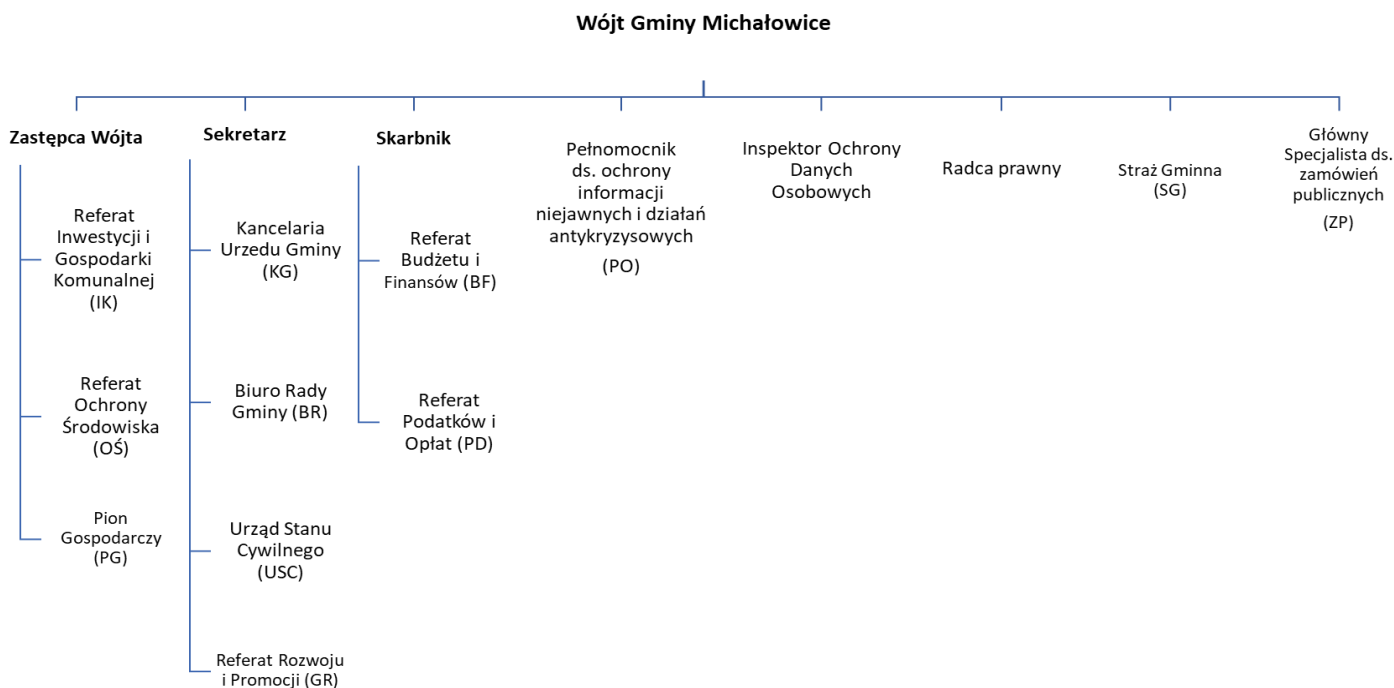 Wójt Gminy Michałowice
Zastępca Wójta
Referat
Inwestycji i
Gospodarki
Komunalnej
(IK)
Referat
Ochrony
Środowiska
(OŚ)
Pion
Gospodarczy
(PG)
Sekretarz
Kancelaria
Urzedu Gminy
(KG)
Biuro Rady
Gminy (BR)
Urząd Stanu
Cywilnego
(USC)
Referat Rozwoju
i Promocji (GR)
Skarbnik
Referat
Budżetu i
Finansów (BF)
Referat
Podatków i
Opłat (PD)
Pełnomocnik
ds. ochrony
informacji
niejawnych i działań
antykryzysowych
(PO)
Inspektor Ochrony
Danych
Osobowych
Radca prawny
Straż Gminna
(SG)
Główny
Specjalista ds.
zamówień
publicznych
(ZP)